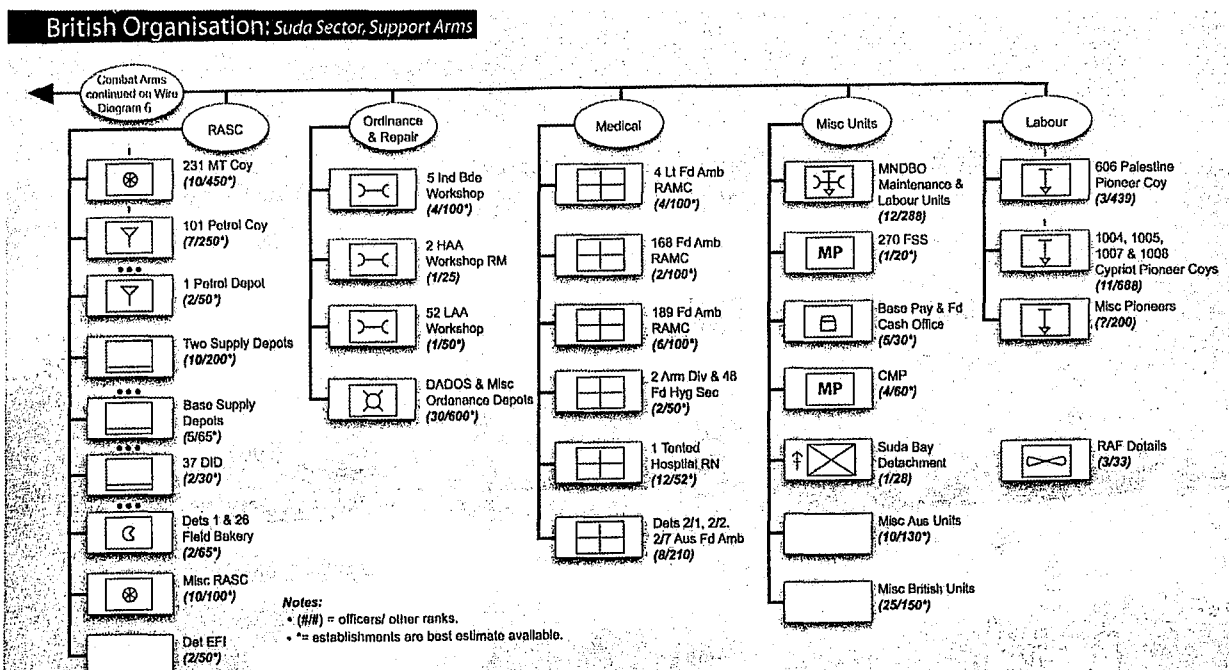 British Organisation: Suda Sector, Support Arms
Combat Arms
continued on Wire
Diagram 6
RASC
231 MT Coy
(10/450*)
101 Petrol Coy
(7/250*)
1 Petrol Depot
(2/50*)
Two Supply Depots
(10/200*)
Base Supply
Depots
(5/65*)
37 DID
(2/30*)
Dets 1 & 26
Field Bakery
(2/65*)
Misc RASC
(10/100*)
Det EFI
(2/50*)
Ordinance
& Repair
5 Ind Bde
Workshop
(4/100*)
2 HAA
Workshop RM
(1/25)
52 LAA
Workshop
(1/50*)
DADOS & Misc
Ordonance Depots
(30/600*)
Medical
4 Lt Fd Amb
RAMC
(4/100*)
168 Fd Amb
RAMC
(2/100*)
189 Fd Amb
RAMC
(6/100*)
2 Arm Div & 48
Fd Hyg Sec
(2/50*)
1 Tented
Hosptial RN
(12/52*)
Dets 2/1, 2/2,
2/7 Aus Fd Amb
(8/210)
Misc Units
MNDBO
Maintenance &
Labour Units
(12/288)
MP
270 FSS
(1/20*)
Base Pay & Fd
Cash Office
(5/30*)
MP
CMP
(4/60*)
Suda Bay
Detachment
(1/28)
Misc Aus Units
(10/130*)
Misc British Units
(25/150*)
Labour
606 Palestine
Pioneer Coy
(3/439)
1004, 1005,
1007 & 1008
Cypriot Pioneer Coys
(11/688)
Misc Pioneers
(?/200)
RAF Details
(3/33)
Notes:
• (#/#) = officers/ other ranks.
• *= establishments are best estimate available.